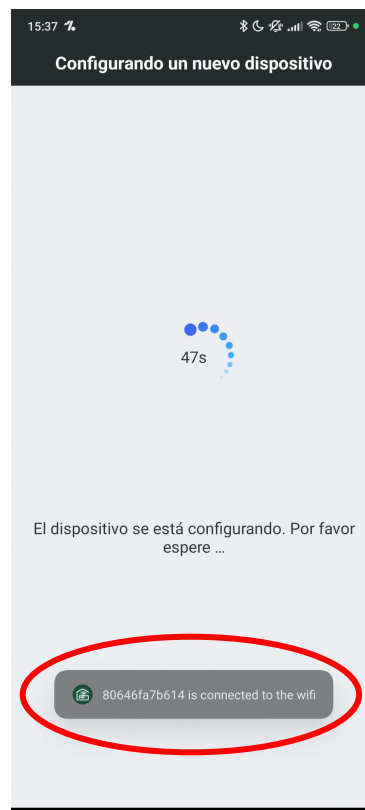 15:37
22
Configurando un nuevo dispositivo
47s
El dispositivo se está configurando. Por favor
espere ...
80646fa7b614 is connected to the wifi